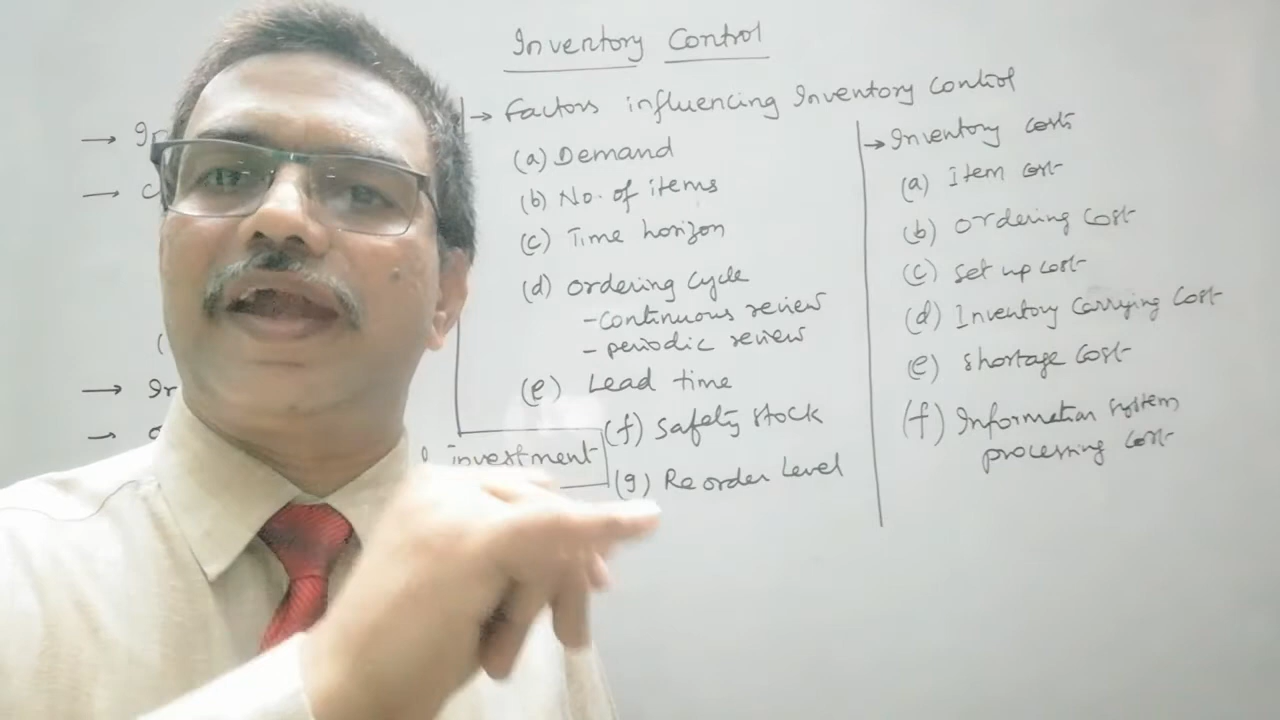 Inventory Control
→ Factors influencing Inventory control
(a) Demand
(b) No. of items
(c) Time horizon
(d) ordering cycle
- continuous review
- periodic review
(e) Lead time
(f) Safety stock
(g) Reorder Level
investment
→ Inventory costs
(a) Item cost
(b) ordering cost
(c) set up cost
(d) Inventory carrying cost
(e) shortage cost
(f) Information system
processing cost